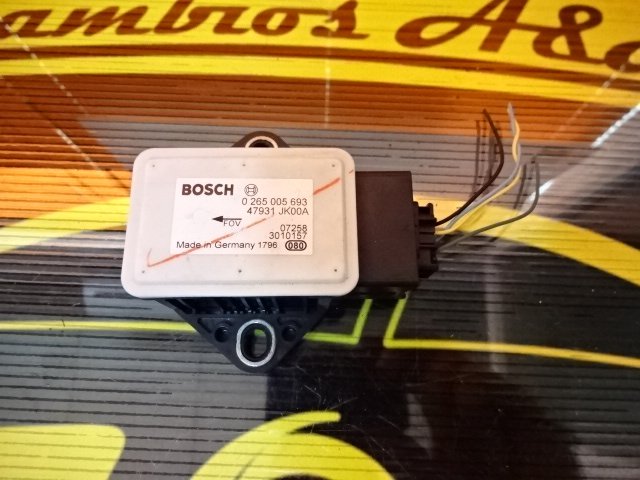 ambros A&
BOSCH
0 265 005 693
47931 JK00A
FOV
07258
3010157
Made in Germany 1796 080